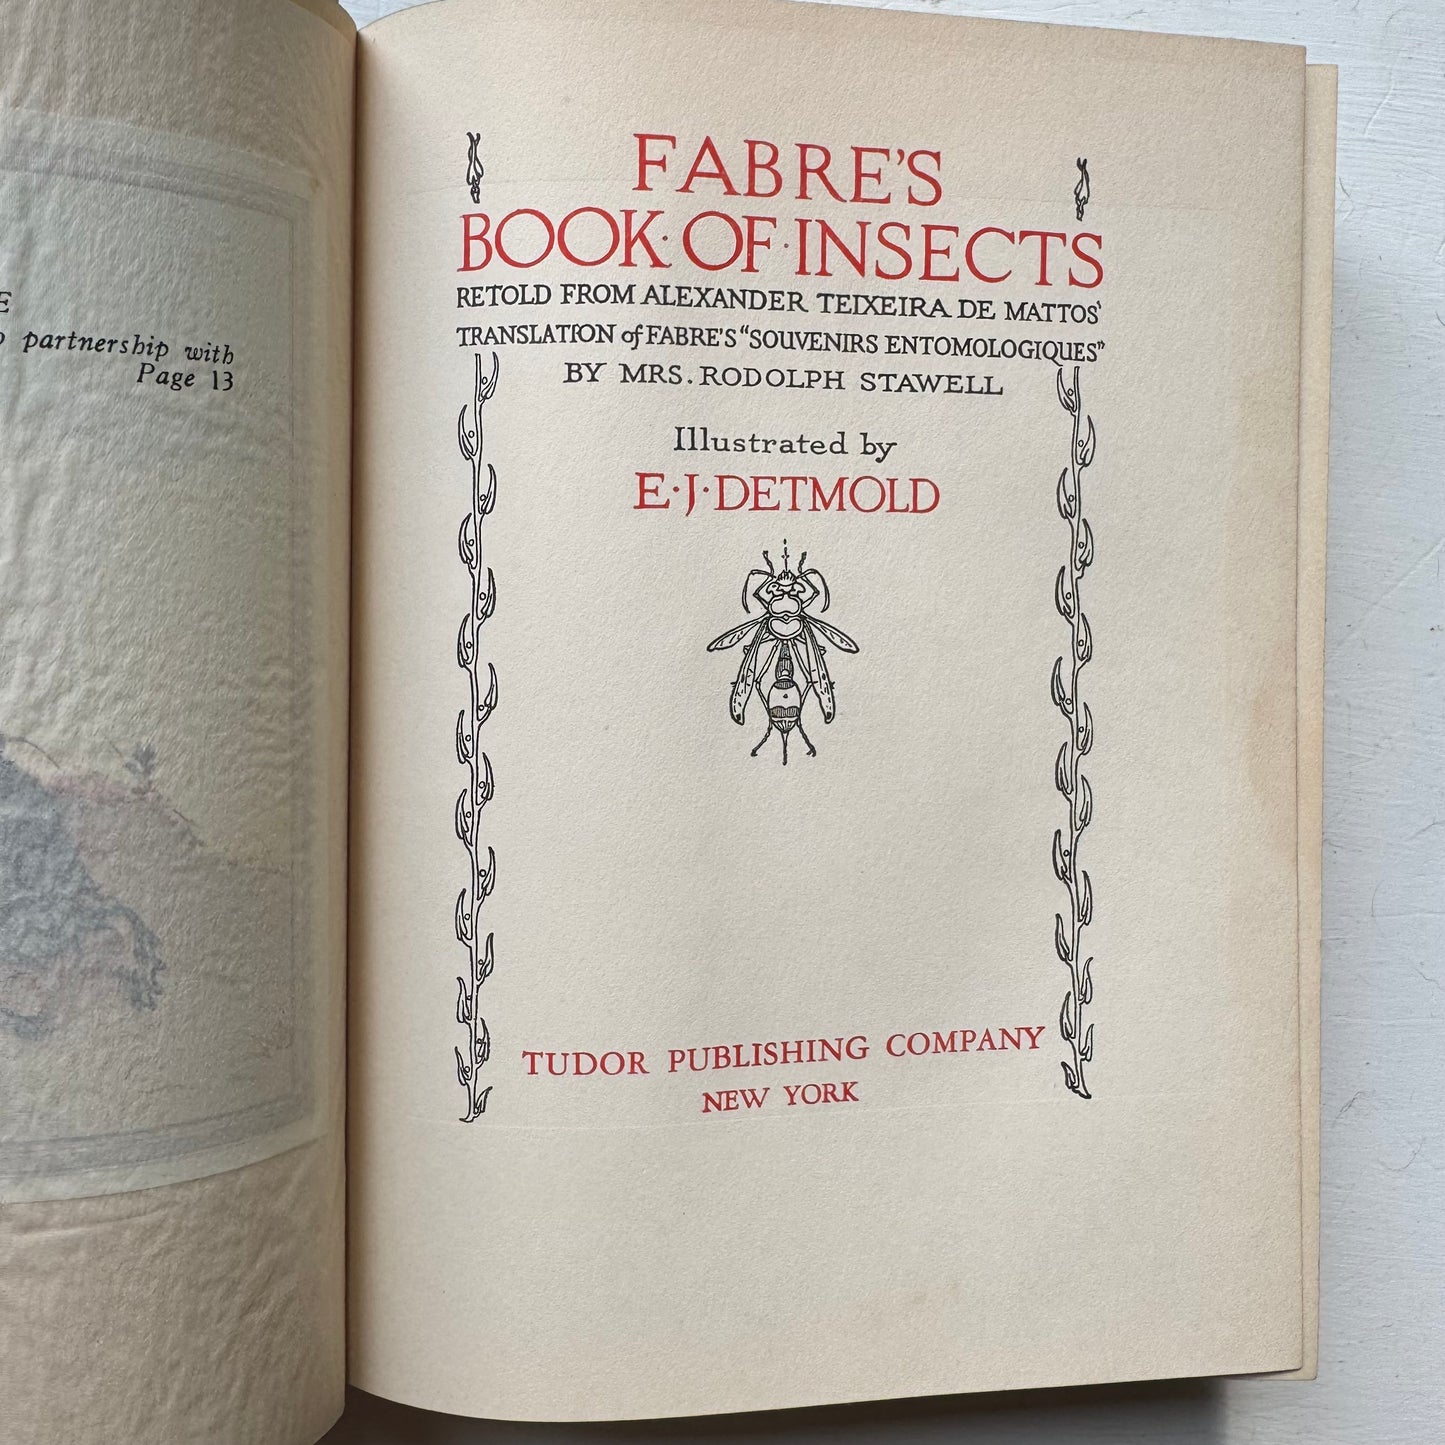 E
partnership with
Page 13
FABRE'S
BOOK·OF·INSECTS
RETOLD FROM ALEXANDER TEIXEIRA DE MATTOS'
TRANSLATION of FABRE'S "SOUVENIRS ENTOMOLOGIQUES"
BY MRS. RODOLPH STAWELL
Illustrated by
E·J·DETMOLD
TUDOR PUBLISHING COMPANY
NEW YORK